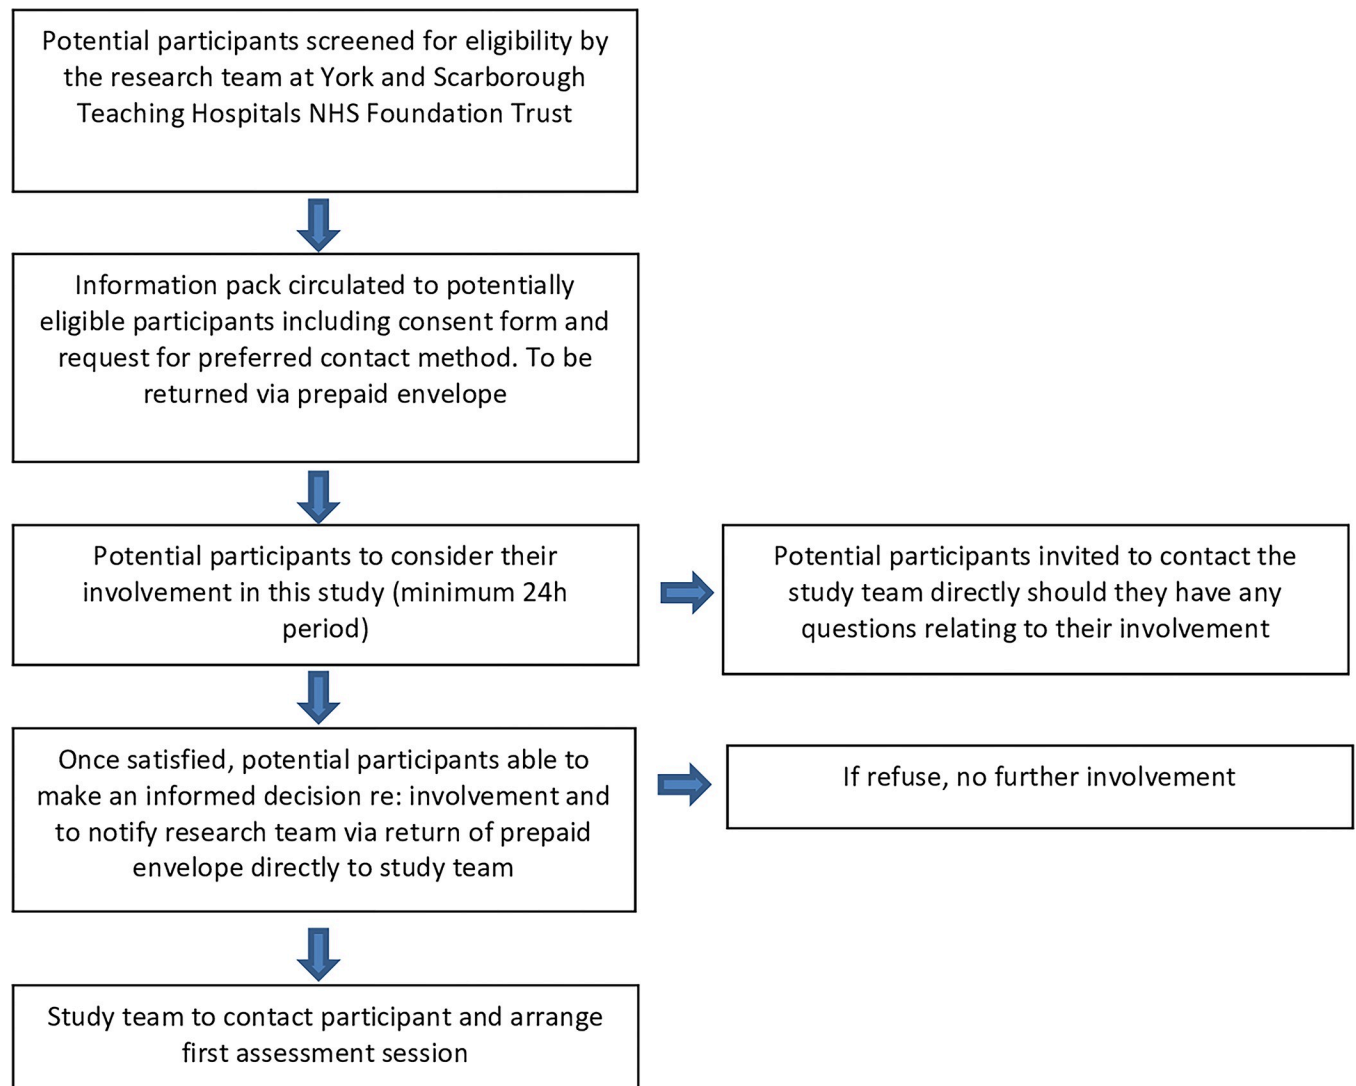 Potential participants screened for eligibility by
the research team at York and Scarborough
Teaching Hospitals NHS Foundation Trust
Information pack circulated to potentially
eligible participants including consent form and
request for preferred contact method. To be
returned via prepaid envelope
Potential participants to consider their
involvement in this study (minimum 24h
period)
Potential participants invited to contact the
study team directly should they have any
questions relating to their involvement
Once satisfied, potential participants able to
make an informed decision re: involvement and
to notify research team via return of prepaid
envelope directly to study team
If refuse, no further involvement
Study team to contact participant and arrange
first assessment session